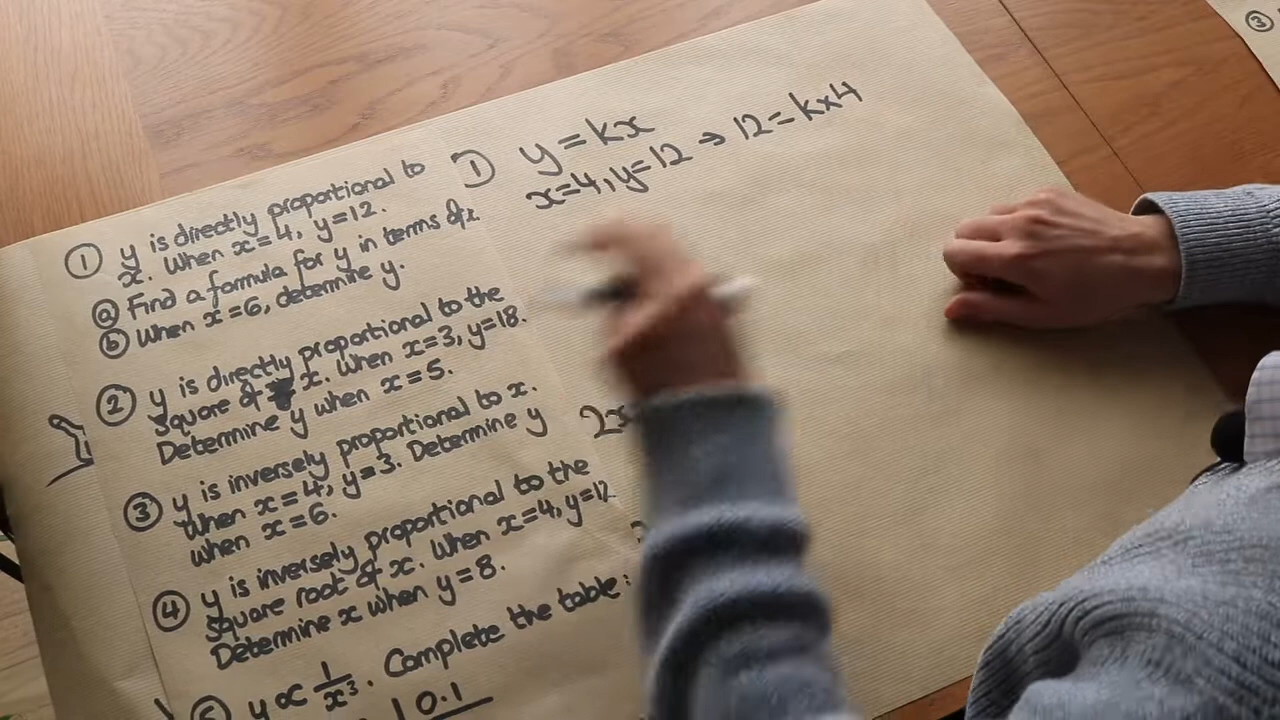 ① y is directly proportional to
x. When x=4, y=12.
ⓐ Find a formula for y in terms of x.
ⓑ When x=6, determine y.
② y is directly proportional to the
square of x. When x=3, y=18.
Determine y when x=5.
③ y is inversely proportional to x.
When x=4, y=3. Determine y
when x=6.
④ y is inversely proportional to the
square root of x. When x=4, y=12.
Determine x when y=8.
⑤ y ∝ 1/x³. Complete the table:
0.1
① y=kx
x=4, y=12 → 12=k×4
③